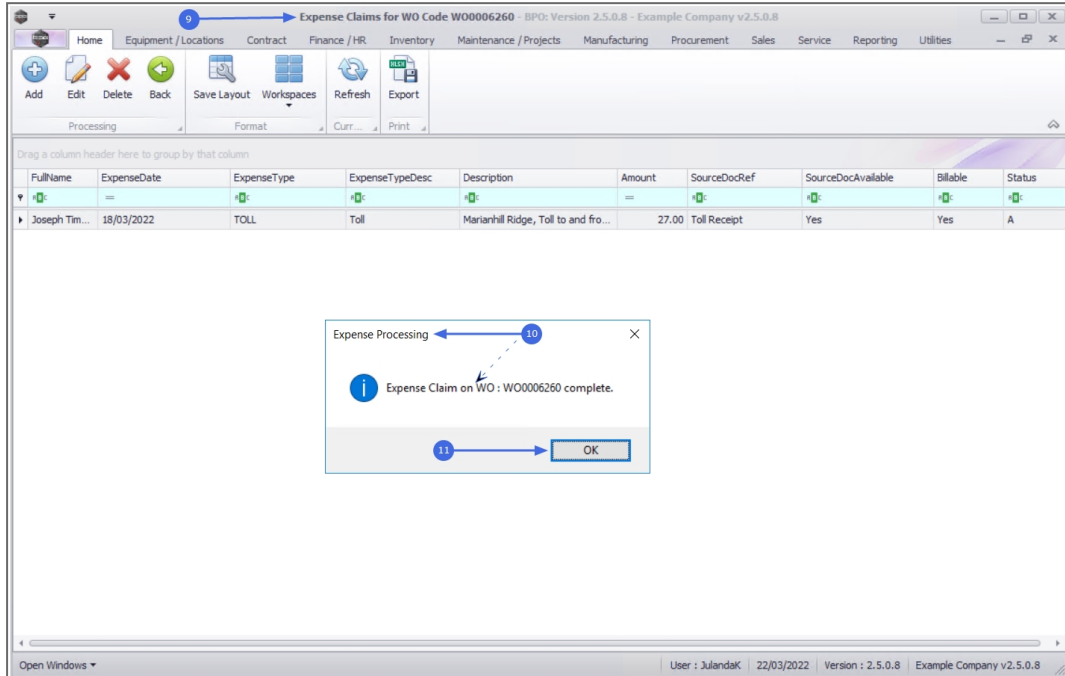 9
Expense Claims for WO Code WO0006260 - BPO: Version 2.5.0.8 - Example Company v2.5.0.8
Home Equipment / Locations Contract Finance / HR Inventory Maintenance / Projects Manufacturing Procurement Sales Service Reporting Utilities
Add Edit Delete Back Save Layout Workspaces Refresh Export
Processing Format Curr... Print
Drag a column header here to group by that column
FullName ExpenseDate ExpenseType ExpenseTypeDesc Description Amount SourceDocRef SourceDocAvailable Billable Status
Joseph Tim... 18/03/2022 TOLL Toll Marianhill Ridge, Toll to and fro... 27.00 Toll Receipt Yes Yes A
Expense Processing 10
Expense Claim on WO : WO0006260 complete.
11 OK
Open Windows User : JulandaK 22/03/2022 Version : 2.5.0.8 Example Company v2.5.0.8